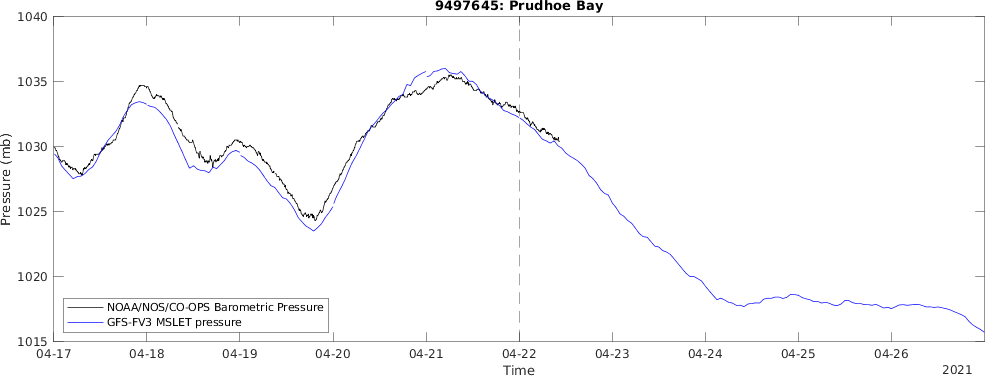 9497645: Prudhoe Bay
1040
1035
1030
1025
1020
1015
Pressure (mb)
NOAA/NOS/CO-OPS Barometric Pressure
GFS-FV3 MSLET pressure
04-17 04-18 04-19 04-20 04-21 04-22 04-23 04-24 04-25 04-26
Time
2021